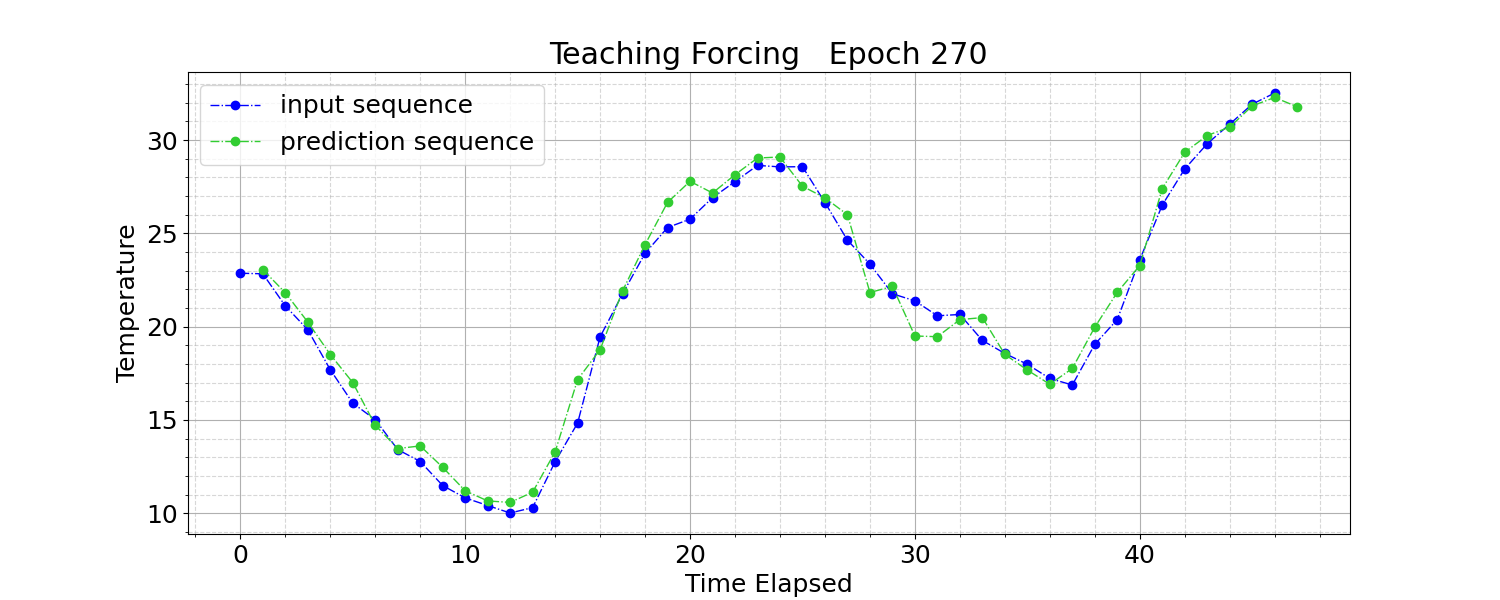 Teaching Forcing   Epoch 270
input sequence
prediction sequence
30
25
20
15
10
Temperature
0 10 20 30 40
Time Elapsed